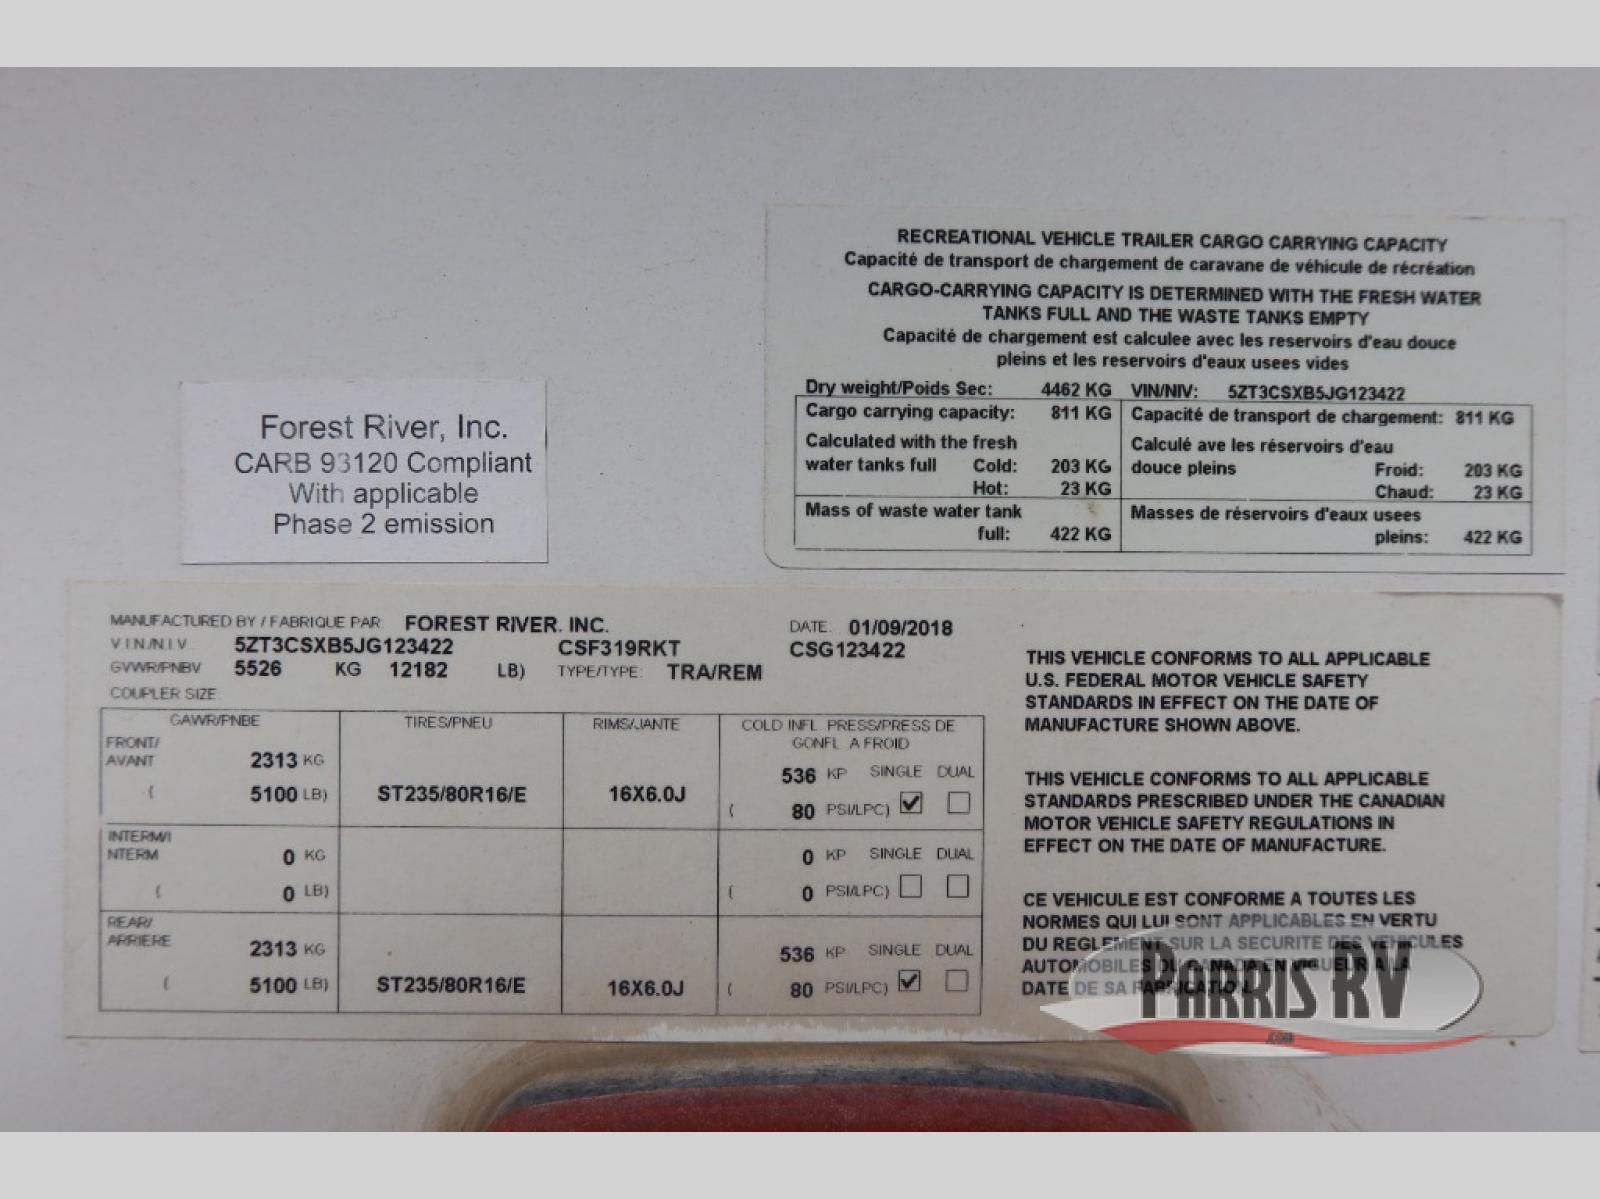 RECREATIONAL VEHICLE TRAILER CARGO CARRYING CAPACITY
Capacité de transport de chargement de caravane de véhicule de récréation
CARGO-CARRYING CAPACITY IS DETERMINED WITH THE FRESH WATER
TANKS FULL AND THE WASTE TANKS EMPTY
Capacité de chargement est calculee avec les reservoirs d'eau douce
pleins et les reservoirs d'eaux usees vides
Dry weight/Poids Sec: 4462 KG VIN/NIV: 5ZT3CSXB5JG123422
Cargo carrying capacity: 811 KG Capacité de transport de chargement: 811 KG
Calculated with the fresh Calculé ave les réservoirs d'eau
water tanks full Cold: 203 KG douce pleins Froid: 203 KG
Hot: 23 KG Chaud: 23 KG
Mass of waste water tank Masses de réservoirs d'eaux usees
full: 422 KG pleins: 422 KG
Forest River, Inc.
CARB 93120 Compliant
With applicable
Phase 2 emission
MANUFACTURED BY / FABRIQUE PAR: FOREST RIVER, INC. DATE: 01/09/2018
V.I.N./N.I.V. 5ZT3CSXB5JG123422 CSF319RKT CSG123422
GVWR/PNBV 5526 KG 12182 LB) TYPE/TYPE: TRA/REM
COUPLER SIZE:
GAWR/PNBE TIRES/PNEU RIMS/JANTE COLD INFL. PRESS/PRESS DE
GONFL. A FROID
FRONT/
AVANT 2313 KG 536 KP SINGLE DUAL
( 5100 LB) ST235/80R16/E 16X6.0J ( 80 PSI/LPC) ☑ ☐
INTERM/I
NTERM 0 KG 0 KP SINGLE DUAL
( 0 LB) ( 0 PSI/LPC) ☐ ☐
REAR/
ARRIERE 2313 KG 536 KP SINGLE DUAL
( 5100 LB) ST235/80R16/E 16X6.0J ( 80 PSI/LPC) ☑ ☐
THIS VEHICLE CONFORMS TO ALL APPLICABLE
U.S. FEDERAL MOTOR VEHICLE SAFETY
STANDARDS IN EFFECT ON THE DATE OF
MANUFACTURE SHOWN ABOVE.
THIS VEHICLE CONFORMS TO ALL APPLICABLE
STANDARDS PRESCRIBED UNDER THE CANADIAN
MOTOR VEHICLE SAFETY REGULATIONS IN
EFFECT ON THE DATE OF MANUFACTURE.
CE VEHICULE EST CONFORME A TOUTES LES
NORMES QUI LUI SONT APPLICABLES EN VERTU
DU REGLEMENT SUR LA SECURITE DES VEHICULES
AUTOMOBILES DU CANADA EN VIGUEUR A LA
DATE DE SA FABRICATION.
PARRIS RV
.com